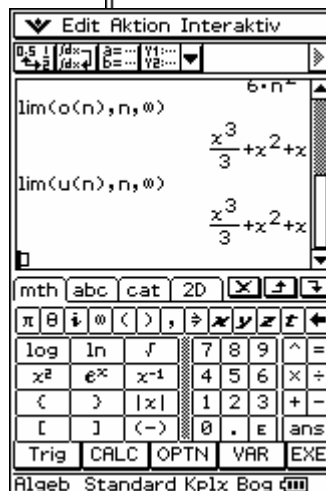 Edit Aktion Interaktiv
6·n²
lim(o(n),n,∞)
x³/3+x²+x
lim(u(n),n,∞)
x³/3+x²+x
mth abc cat 2D
π θ i ∞ ( ) , ⇒ x y z t ←
log ln √ 7 8 9 ^ =
x² eˣ x⁻¹ 4 5 6 × ÷
( ) |x| 1 2 3 + −
[ ] (−) 0 . E ans
Trig CALC OPTN VAR EXE
Algeb Standard Kplx Bog